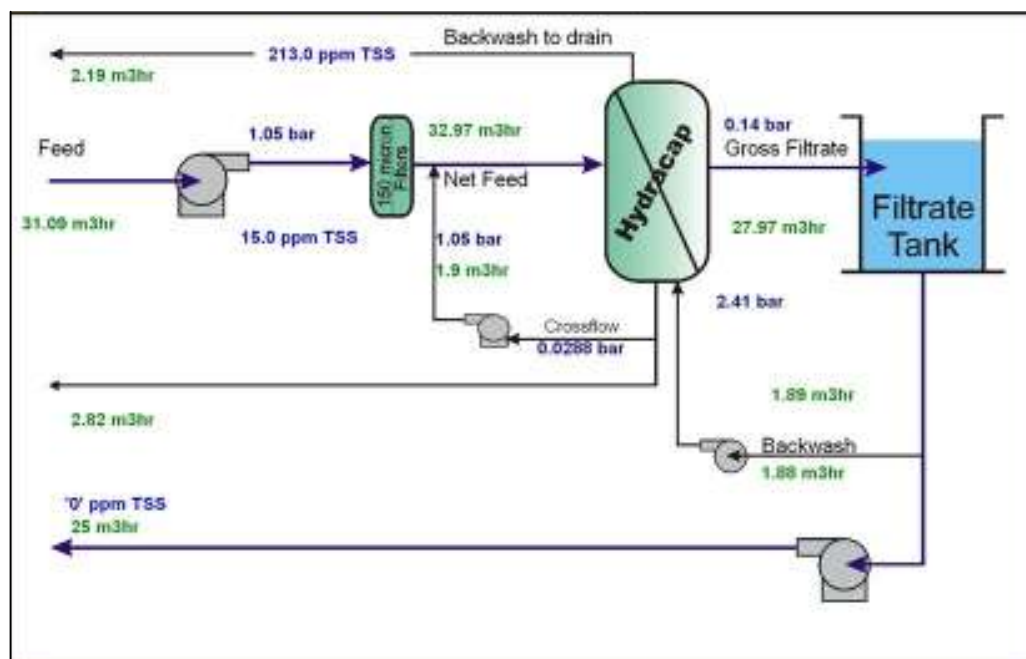 Backwash to drain
213.0 ppm TSS
2.19 m3hr
1.05 bar
32.97 m3hr
0.14 bar
Feed
150 micron
Filters
Net Feed
Hydracap
Gross Filtrate
31.09 m3hr
15.0 ppm TSS
1.05 bar
1.9 m3hr
27.97 m3hr
Filtrate
Tank
2.41 bar
Crossflow
0.0288 bar
2.82 m3hr
1.89 m3hr
Backwash
1.88 m3hr
'0' ppm TSS
25 m3hr